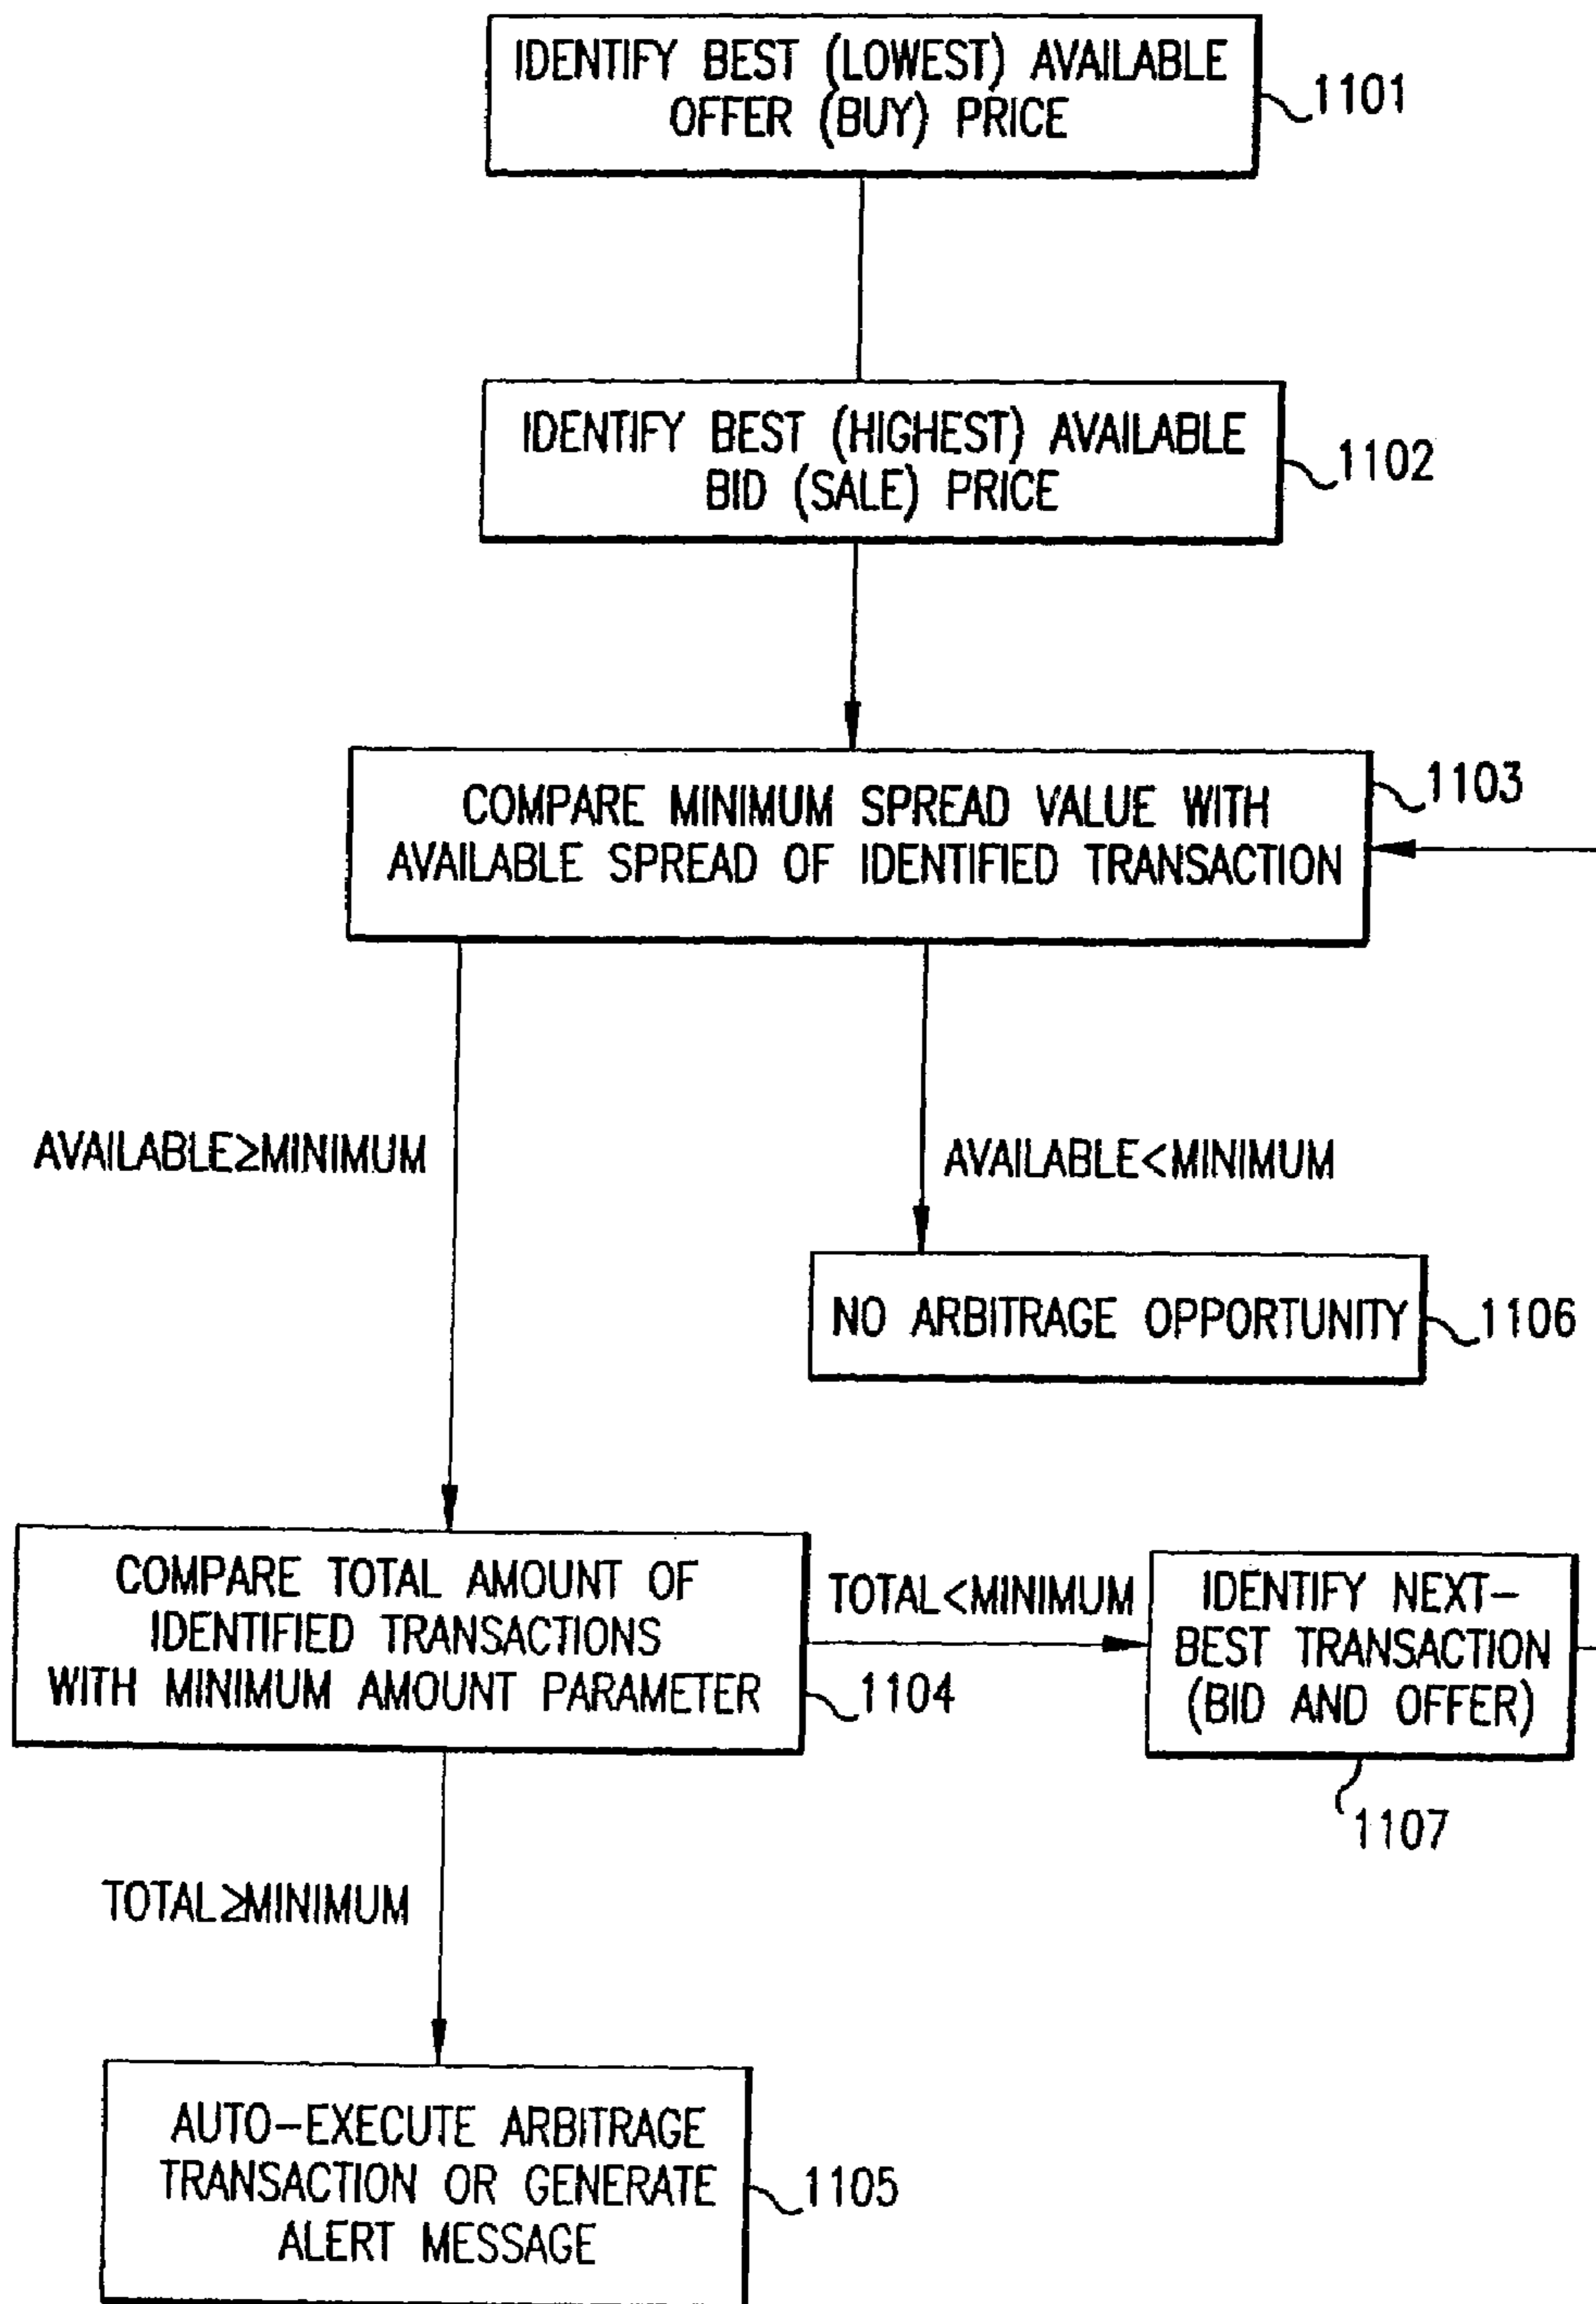 IDENTIFY BEST (LOWEST) AVAILABLE
OFFER (BUY) PRICE
1101
IDENTIFY BEST (HIGHEST) AVAILABLE
BID (SALE) PRICE
1102
COMPARE MINIMUM SPREAD VALUE WITH
AVAILABLE SPREAD OF IDENTIFIED TRANSACTION
1103
AVAILABLE≥MINIMUM
AVAILABLE<MINIMUM
NO ARBITRAGE OPPORTUNITY
1106
COMPARE TOTAL AMOUNT OF
IDENTIFIED TRANSACTIONS
WITH MINIMUM AMOUNT PARAMETER
1104
TOTAL<MINIMUM
IDENTIFY NEXT-
BEST TRANSACTION
(BID AND OFFER)
1107
TOTAL≥MINIMUM
AUTO-EXECUTE ARBITRAGE
TRANSACTION OR GENERATE
ALERT MESSAGE
1105